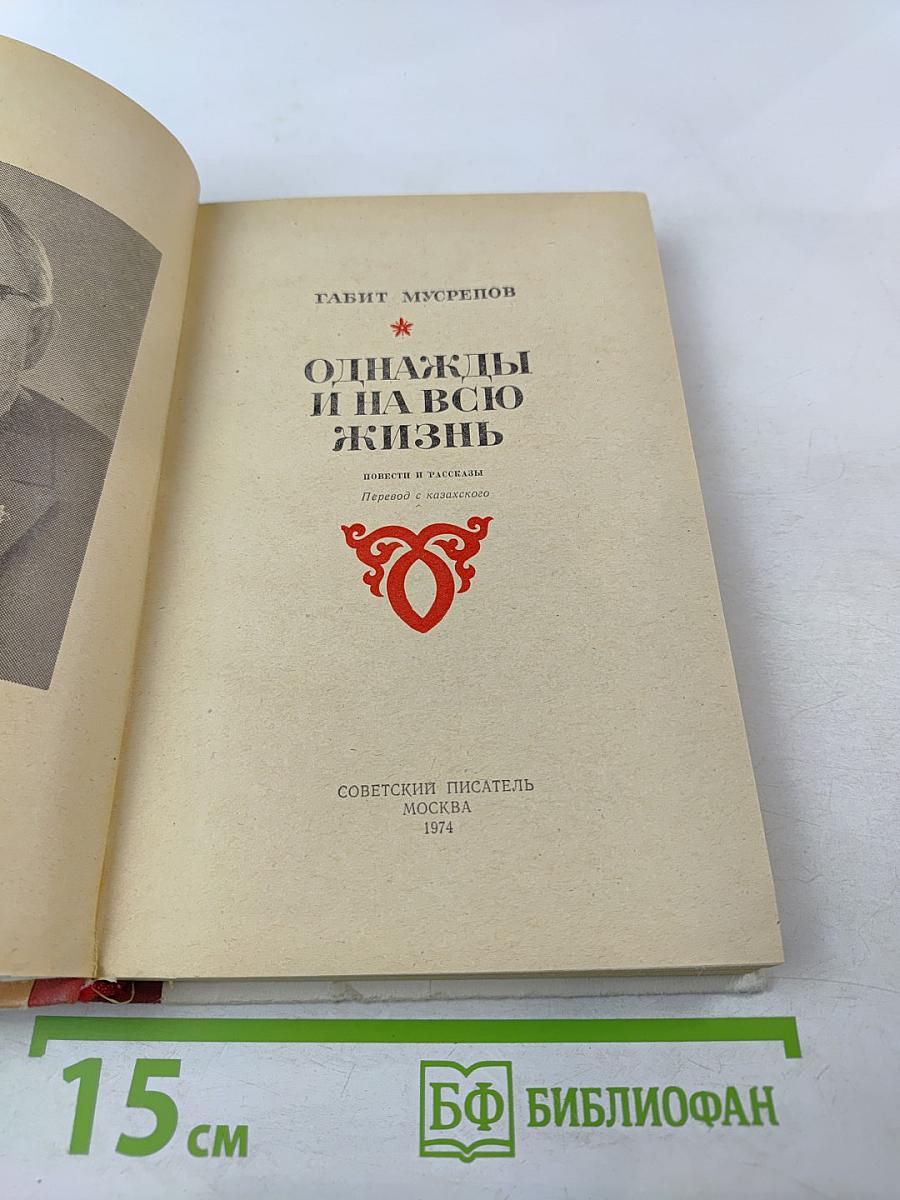 ГАБИТ МУСРЕПОВ
ОДНАЖДЫ
И НА ВСЮ
ЖИЗНЬ
ПОВЕСТИ И РАССКАЗЫ
Перевод с казахского
СОВЕТСКИЙ ПИСАТЕЛЬ
МОСКВА
1974
15 см
БФ БИБЛИОФАН